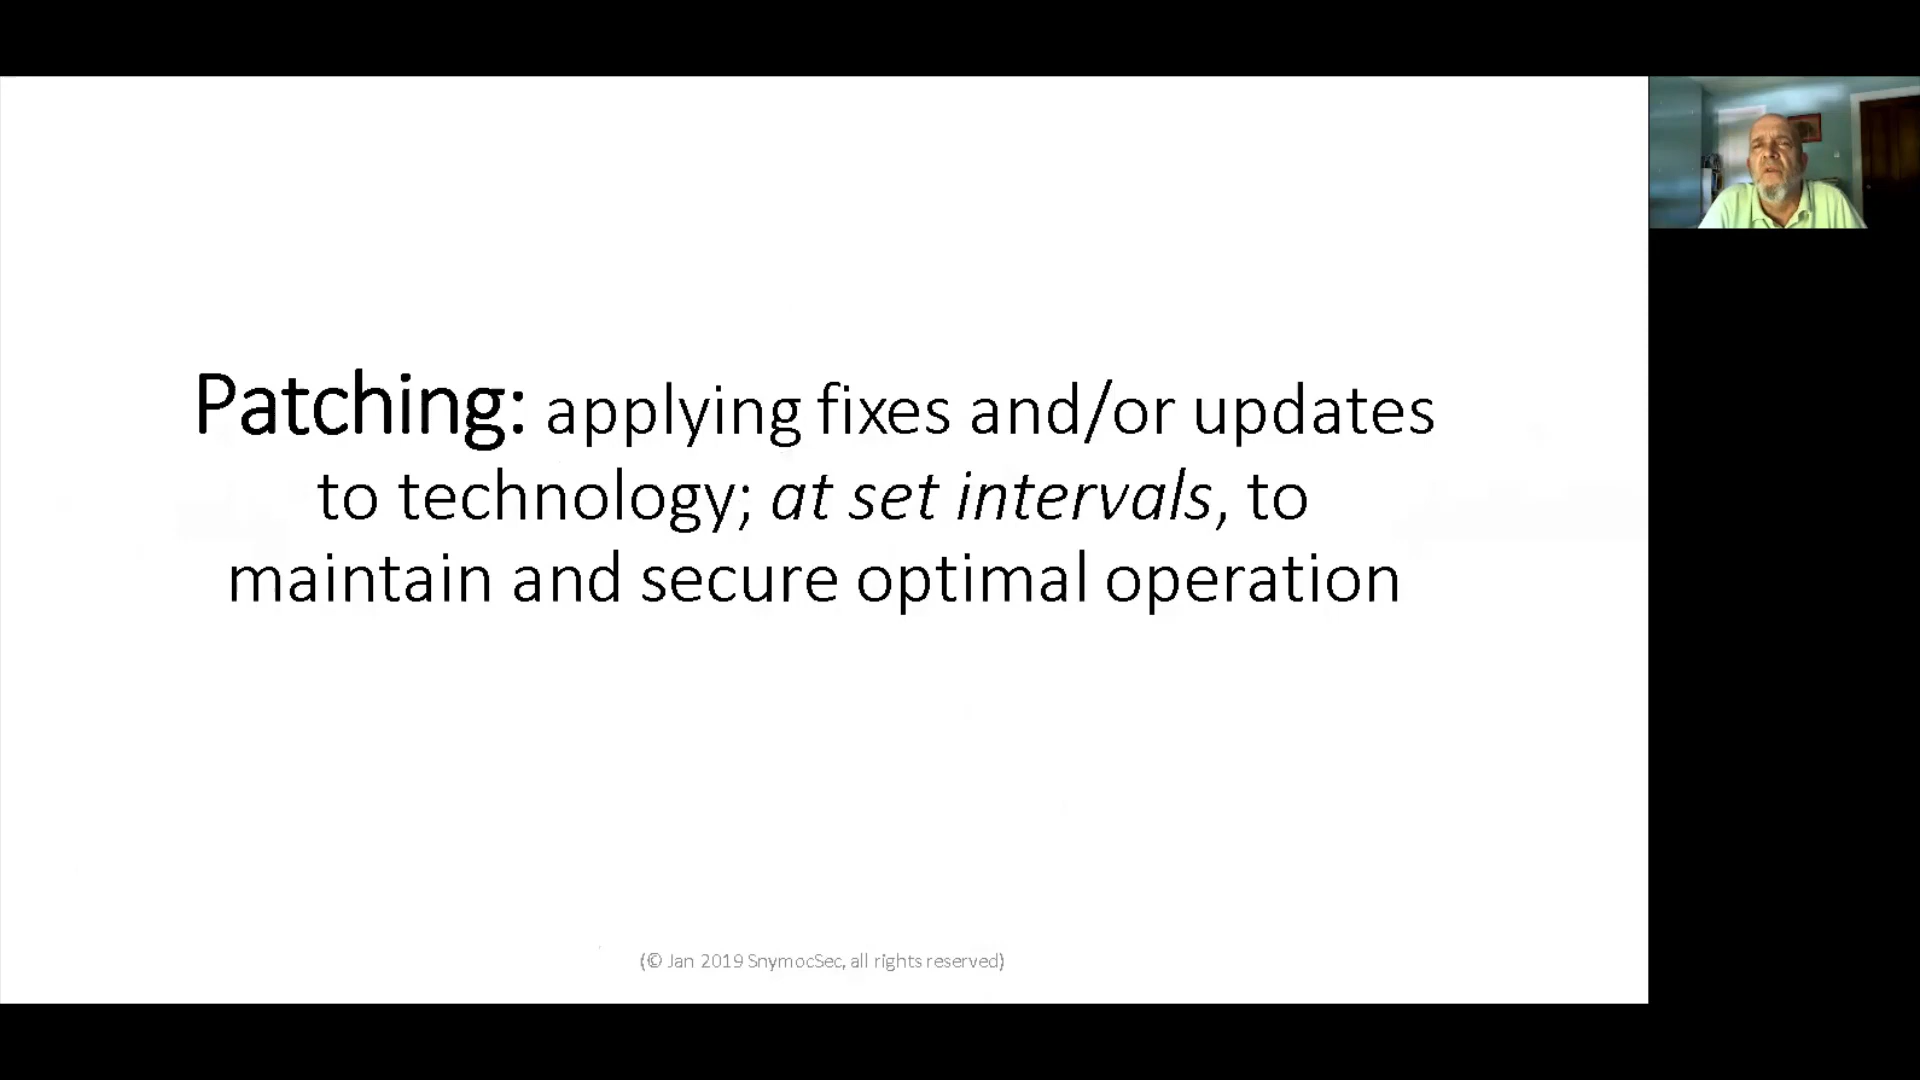 Patching: applying fixes and/or updates
to technology; at set intervals, to
maintain and secure optimal operation
(© Jan 2019 SnymocSec, all rights reserved)